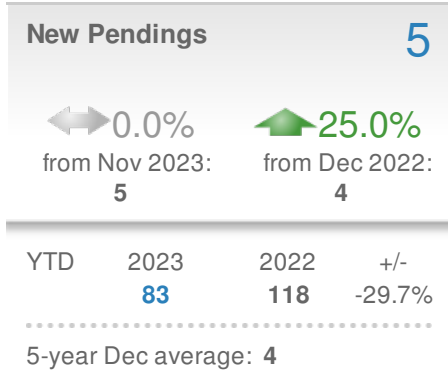 New Pendings 5
0.0% 25.0%
from Nov 2023: from Dec 2022:
5 4
YTD 2023 2022 +/-
83 118 -29.7%
5-year Dec average: 4